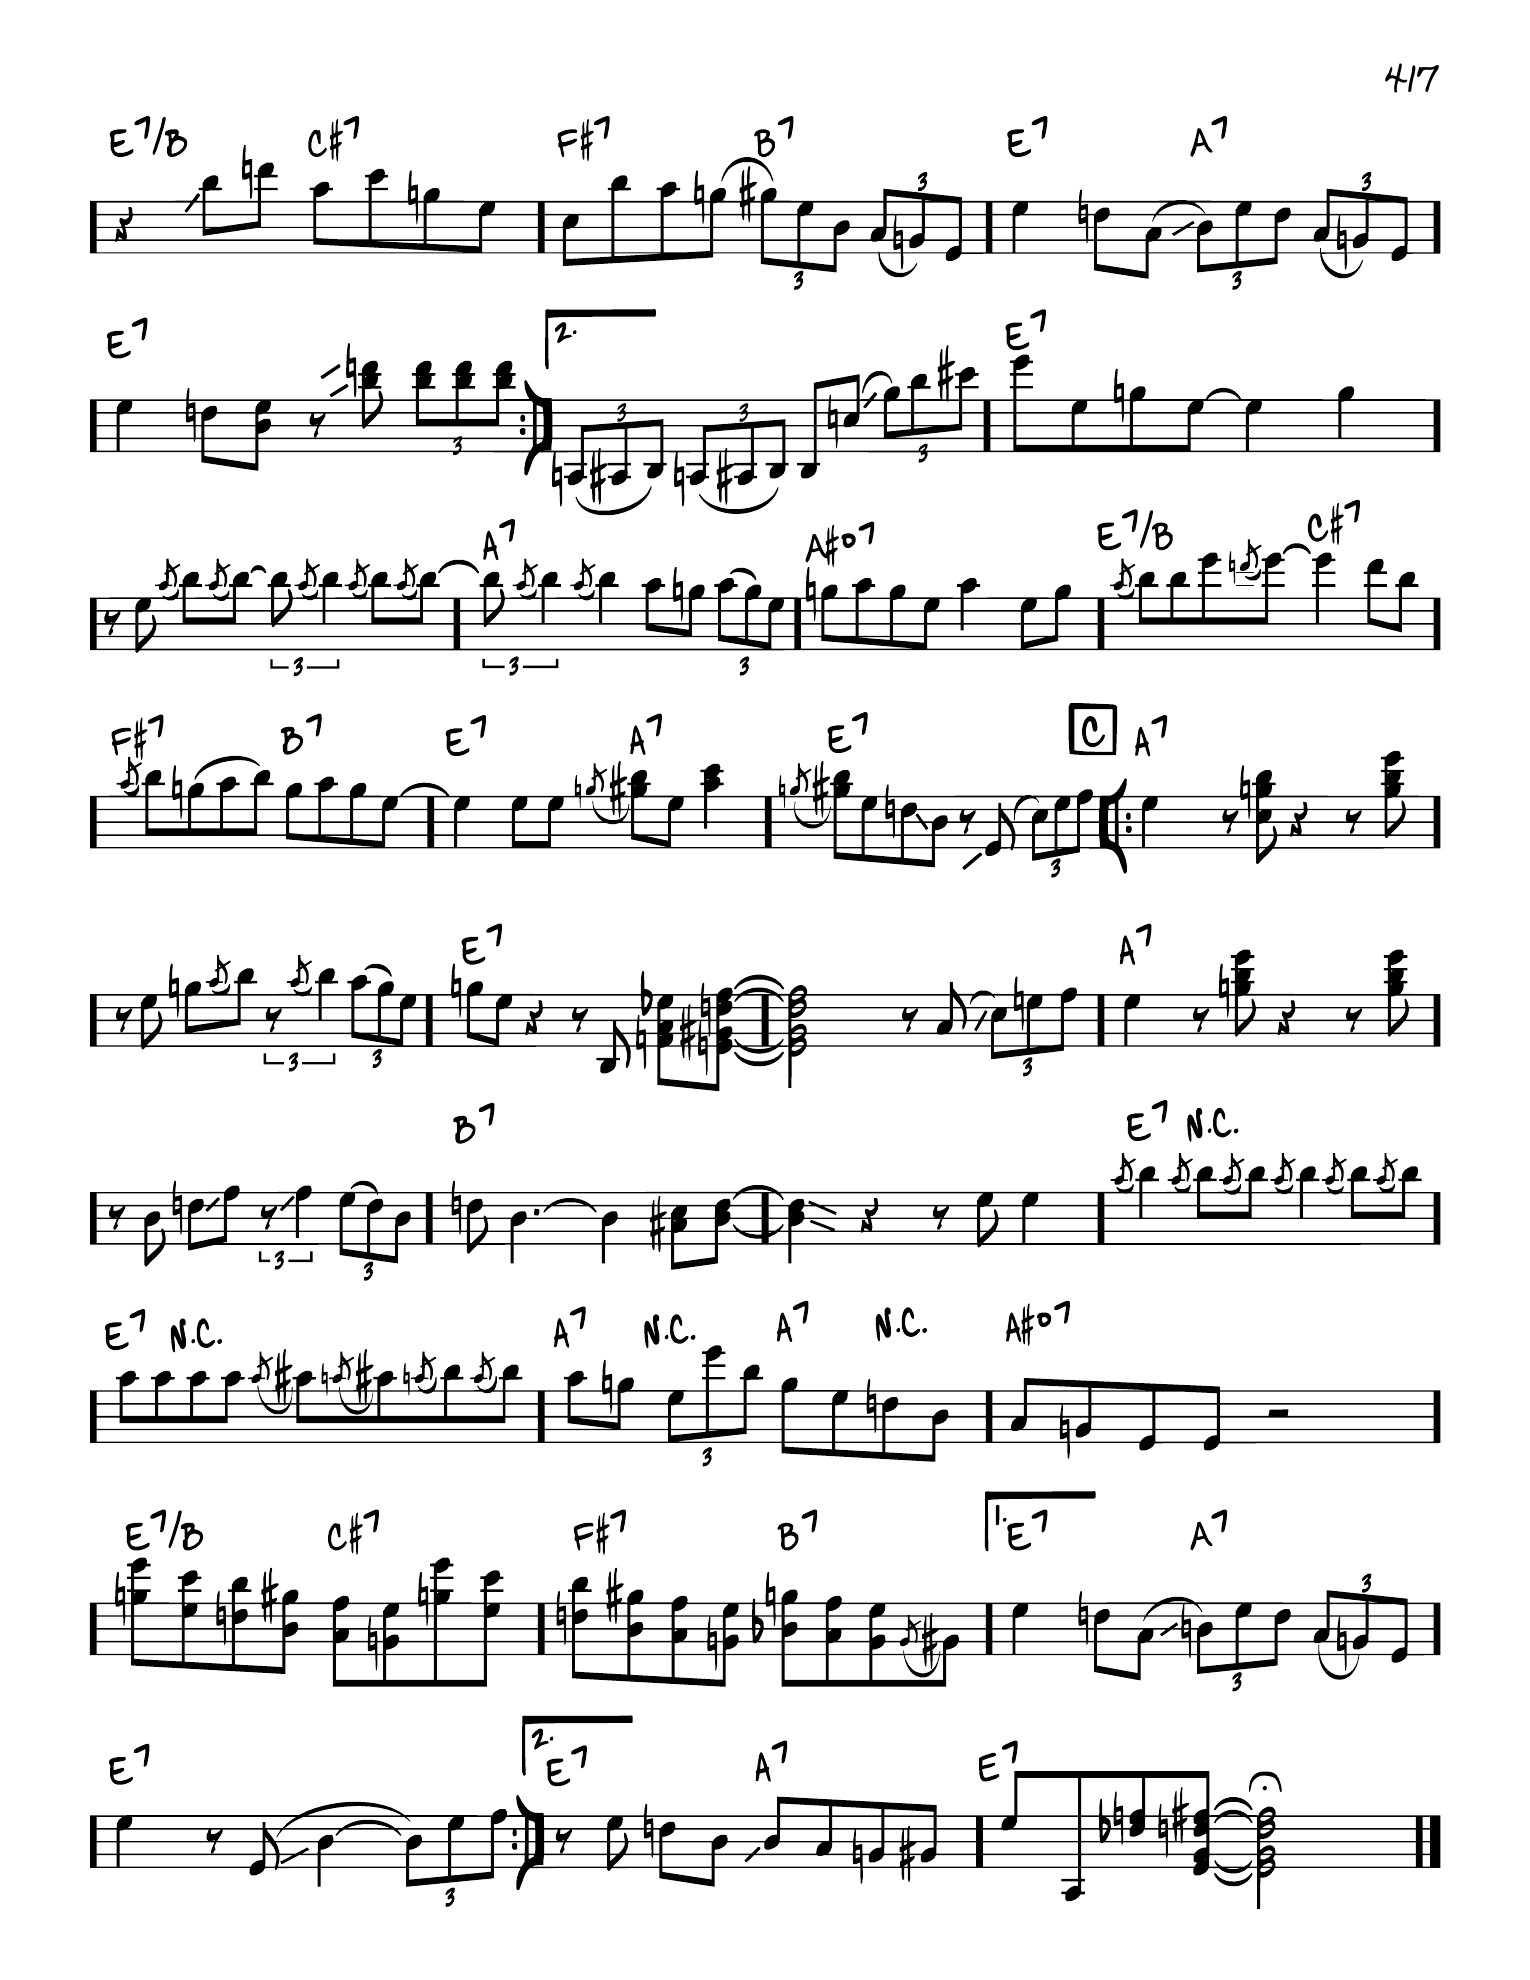 417
E7/B C#7 F#7 B7 E7 A7
3 3
3 3
E7 2. E7
3 3
3 3
A7 A#o7 E7/B C#7
3 3 3
F#7 B7 E7 A7 E7 C A7
3
E7 A7
3 3 3
B7 E7 N.C.
3 3
E7 N.C. A7 N.C. A7 N.C. A#o7
3
E7/B C#7 F#7 B7 1. E7 A7
3
3
E7 2. E7 A7 E7
3